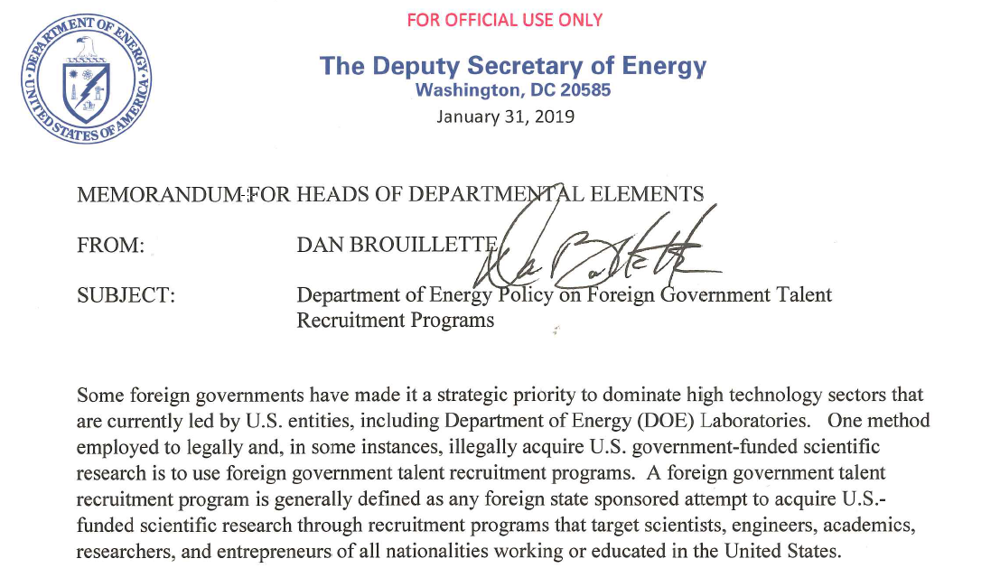 FOR OFFICIAL USE ONLY
DEPARTMENT OF ENERGY
UNITED STATES OF AMERICA
The Deputy Secretary of Energy
Washington, DC 20585
January 31, 2019
MEMORANDUM FOR HEADS OF DEPARTMENTAL ELEMENTS
FROM: DAN BROUILLETTE
Dan Brouillette
SUBJECT: Department of Energy Policy on Foreign Government Talent
Recruitment Programs
Some foreign governments have made it a strategic priority to dominate high technology sectors that
are currently led by U.S. entities, including Department of Energy (DOE) Laboratories. One method
employed to legally and, in some instances, illegally acquire U.S. government-funded scientific
research is to use foreign government talent recruitment programs. A foreign government talent
recruitment program is generally defined as any foreign state sponsored attempt to acquire U.S.-
funded scientific research through recruitment programs that target scientists, engineers, academics,
researchers, and entrepreneurs of all nationalities working or educated in the United States.